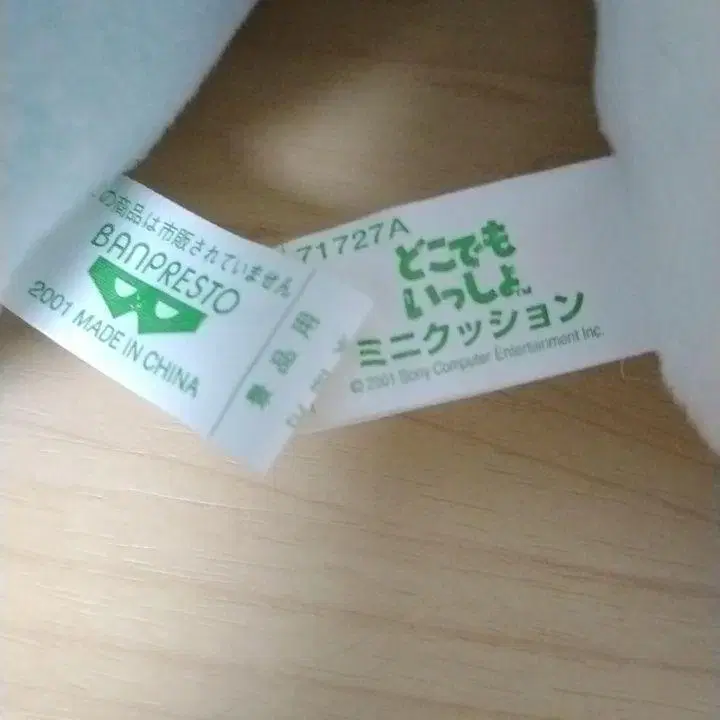 の商品は市販されていません
BANPRESTO
2001 MADE IN CHINA
景品用
71727A
どこでも
いっしょ™
ミニクッション
© 2001 Sony Computer Entertainment Inc.